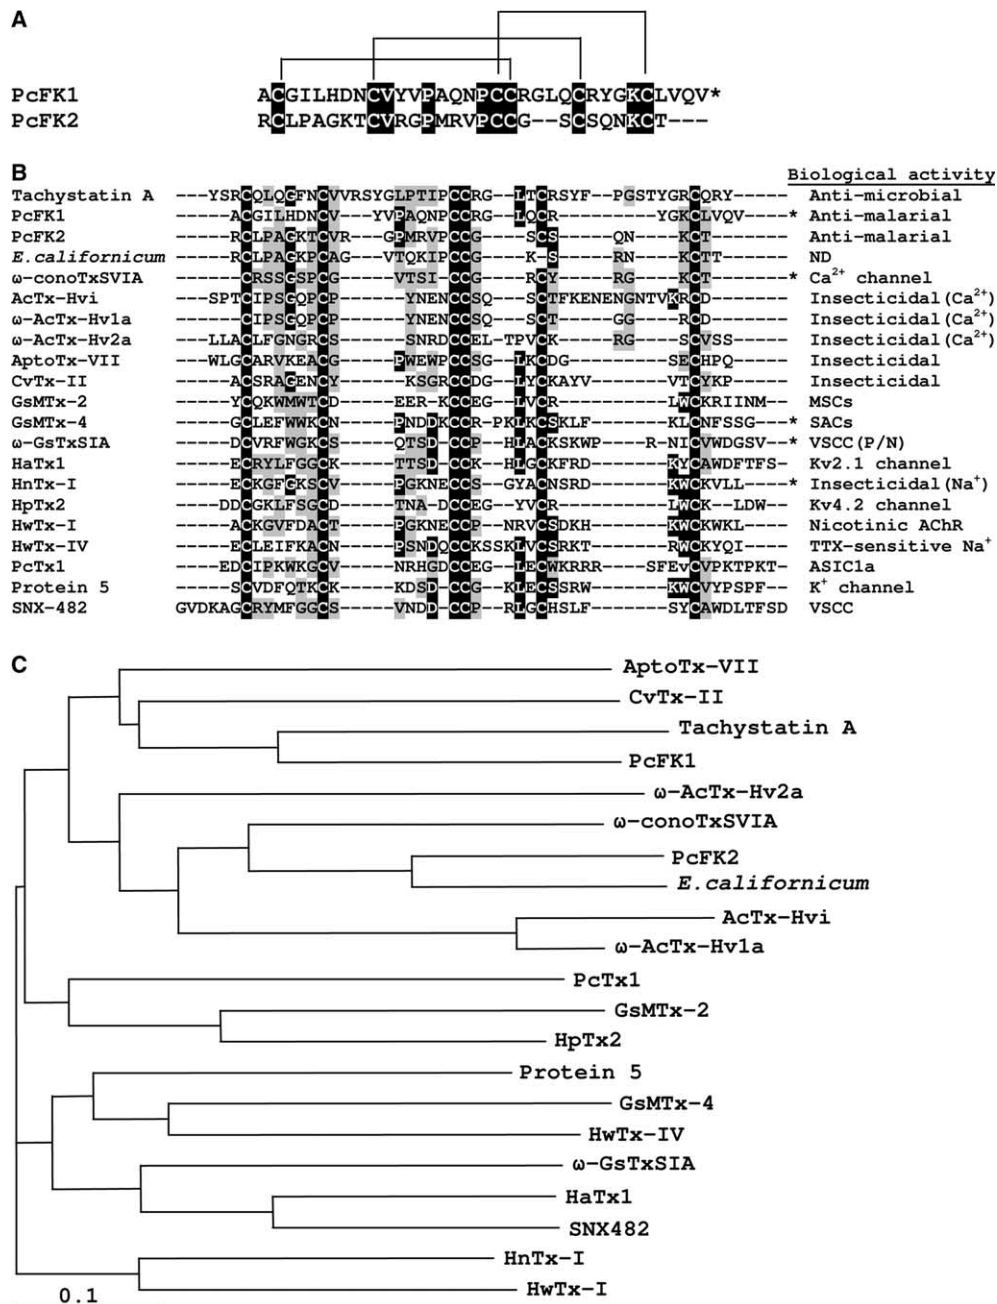 A
PcFK1 ACGILHDNCVYVPAQNPCCRGLQCRYGKCLVQV*
PcFK2 RCLPAGKTCVRGPMRVPCCG--SCSQNKCT---
B
Biological activity
Tachystatin A ---YSRCQLQGFNCVVRSYGLPTIPCCRG--LTCRSYF--PGSTYGRCQRY----- Anti-microbial
PcFK1 -----ACGILHDNCV---YVPAQNPCCRG--LQCR---------YGKCLVQV----* Anti-malarial
PcFK2 -----RCLPAGKTCVR---GPMRVPCCG----SCS-----QN---KCT------- Anti-malarial
E.californicum -----RCLPAGKPCAG---VTQKIPCCG----K-S-----RN---KCTT------ ND
ω-conoTxSVIA -----CRSSGSPCG-----VTSI-CCG----RCY-----RG---KCT-------* Ca2+ channel
AcTx-Hvi ---SPTCIPSGQPCP-----YNENCCSQ----SCTFKENENGNTVKRCD------- Insecticidal(Ca2+)
ω-AcTx-Hv1a -----CIPSGQPCP------YNENCCSQ----SCT-----GG---RCD------- Insecticidal(Ca2+)
ω-AcTx-Hv2a ---LLACLFGNGRCS-----SNRDCCEL-TPVCK-----RG---SCVSS------ Insecticidal(Ca2+)
AptoTx-VII ---WLGCARVKEACG-----PWEWPCCSG--LKCDG---------SECHPQ----- Insecticidal
CvTx-II -----ACSRAGENCY------KSGRCCDG--LYCKAYV-------VTCYKP----- Insecticidal
GsMTx-2 -----YCQKWMWTCD-----EER-KCCEG--LVCR----------LWCKRIINM-- MSCs
GsMTx-4 -----GCLEFWWKCN-----PNDDKCCR-PKLKCSKLF-------KLCNFSSG---* SACs
ω-GsTxSIA -----DCVRFWGKCS-----QTSD-CCPP--HLACKSKWP----R-NICVWDGSV--* VSCC(P/N)
HaTx1 -----ECRYLFGGCK-----TTSD-CCKH--LGCKFRD-------KYCAWDFTFS- Kv2.1 channel
HnTx-I -----ECKGFGKSCV-----PGKNECCSG--YACNSRD-------KWCKVLL----* Insecticidal(Na+)
HpTx2 ----DDCGKLFSGCD-----TNA-DCCEG--YVCR----------LWCK---LDW-- Kv4.2 channel
HwTx-I -----ACKGVFDACT-----PGKNECCPN--RVCSDKH-------KWCKWKL---- Nicotinic AChR
HwTx-IV -----ECLEIFKACN-----PSNDQCCKSSKLVCSRKT-------RWCKYQI---- TTX-sensitive Na+
PcTx1 ----EDCIPKWKGCV-----NRHGDCCEG--LECWKRRR-----SFEvCVPKTPKT- ASIC1a
Protein 5 -----SCVDFQTKCK-----KDSD-CCG---KLECSSRW-------KWCVYPSPF-- K+ channel
SNX-482 GVDKAGCRYMFGGCS-----VNDD-CCP--RLGCHSLF-------SYCAWDLTFSD VSCC
C
AptoTx-VII
CvTx-II
Tachystatin A
PcFK1
ω-AcTx-Hv2a
ω-conoTxSVIA
PcFK2
E.californicum
AcTx-Hvi
ω-AcTx-Hv1a
PcTx1
GsMTx-2
HpTx2
Protein 5
GsMTx-4
HwTx-IV
ω-GsTxSIA
HaTx1
SNX482
HnTx-I
HwTx-I
0.1